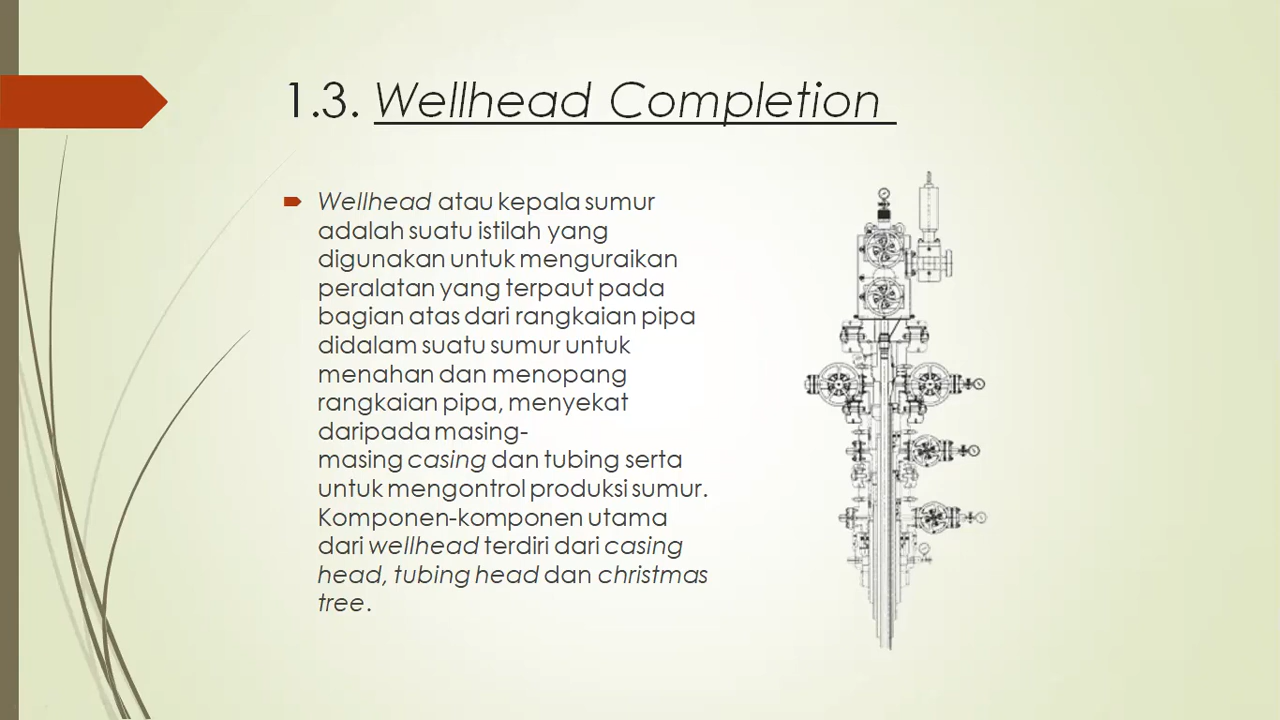 1.3. Wellhead Completion
Wellhead atau kepala sumur
adalah suatu istilah yang
digunakan untuk menguraikan
peralatan yang terpaut pada
bagian atas dari rangkaian pipa
didalam suatu sumur untuk
menahan dan menopang
rangkaian pipa, menyekat
daripada masing-
masing casing dan tubing serta
untuk mengontrol produksi sumur.
Komponen-komponen utama
dari wellhead terdiri dari casing
head, tubing head dan christmas
tree.